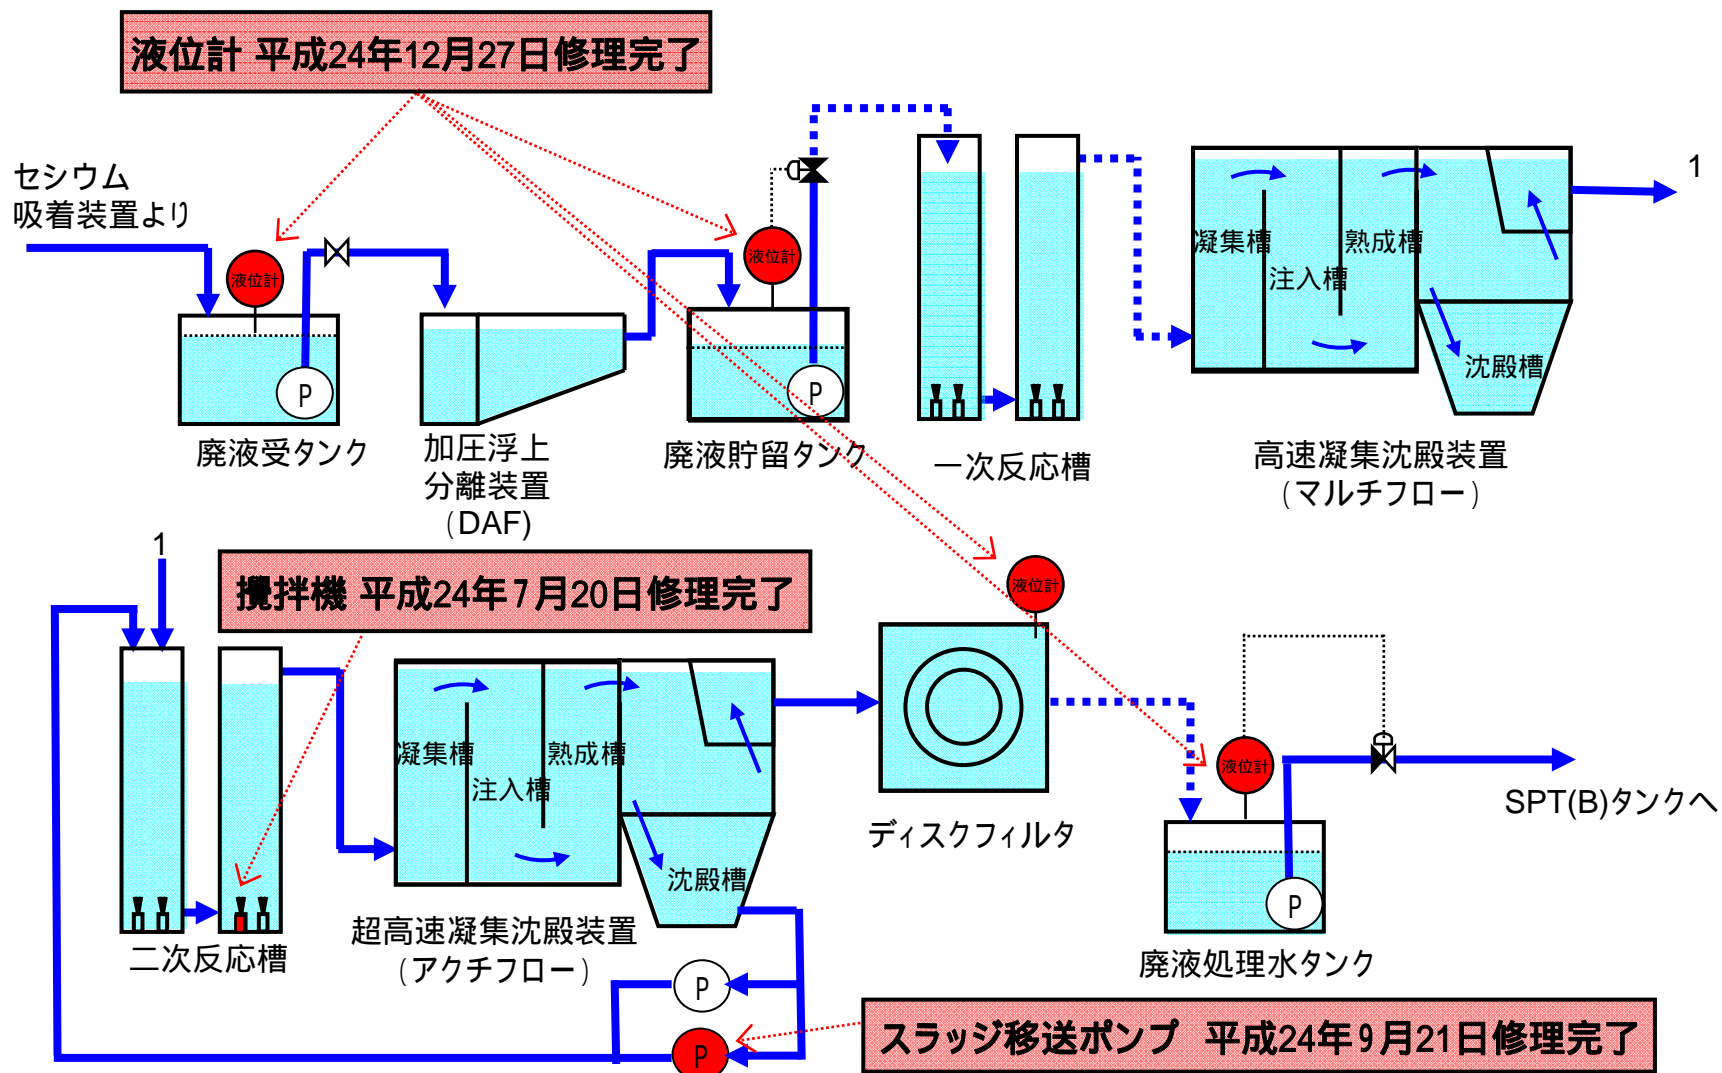 液位計 平成24年12月27日修理完了
セシウム
吸着装置より
1
液位計
液位計
凝集槽
熟成槽
注入槽
沈殿槽
P
P
廃液受タンク
加圧浮上
分離装置
(DAF)
廃液貯留タンク
一次反応槽
高速凝集沈殿装置
(マルチフロー)
1
攪拌機 平成24年7月20日修理完了
液位計
凝集槽
熟成槽
注入槽
沈殿槽
液位計
SPT(B)タンクへ
ディスクフィルタ
P
二次反応槽
超高速凝集沈殿装置
(アクチフロー)
廃液処理水タンク
P
P
スラッジ移送ポンプ 平成24年9月21日修理完了